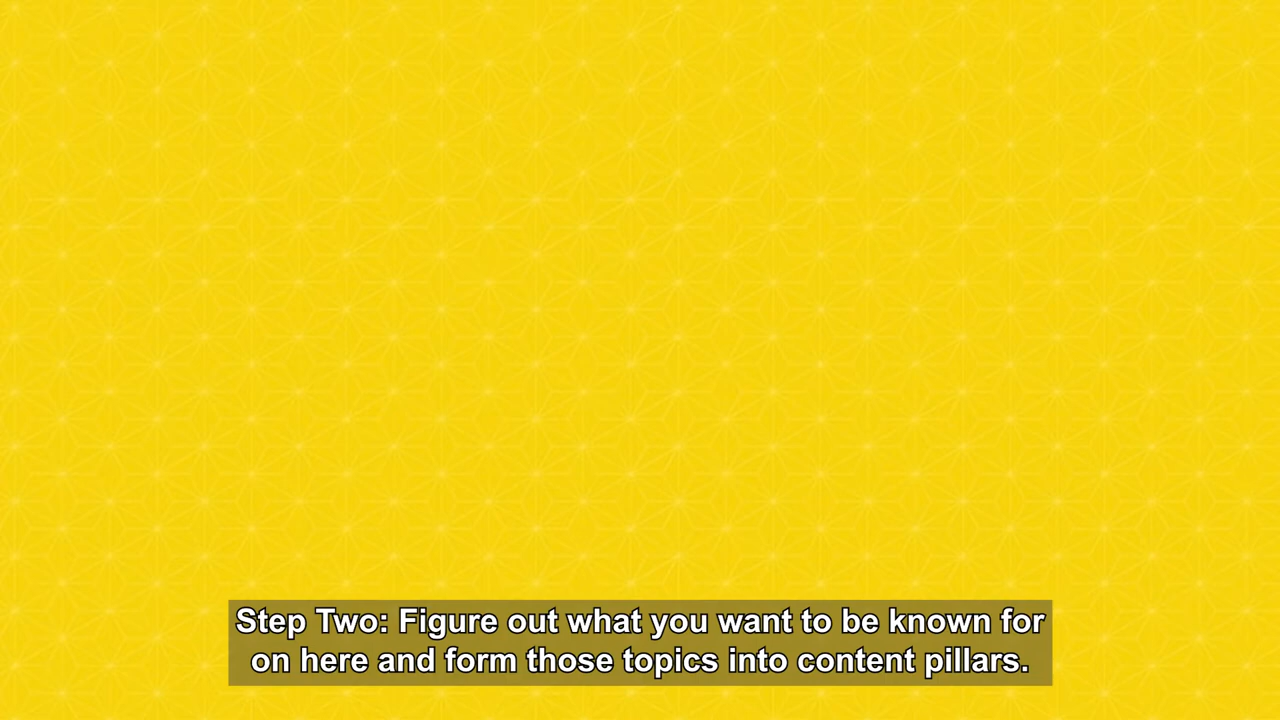 Step Two: Figure out what you want to be known for
on here and form those topics into content pillars.